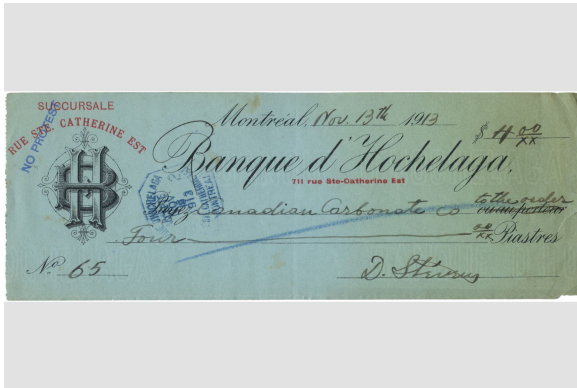 SUCCURSALE
RUE STE. CATHERINE EST
NO PROTEST
Montréal, Nov. 13th 1913
$ 4 00/XX
Banque d'Hochelaga,
711 rue Ste-Catherine Est
Payez Canadian Carbonate Co to the order
Four 00/XX Piastres
No 65
D. Stevens